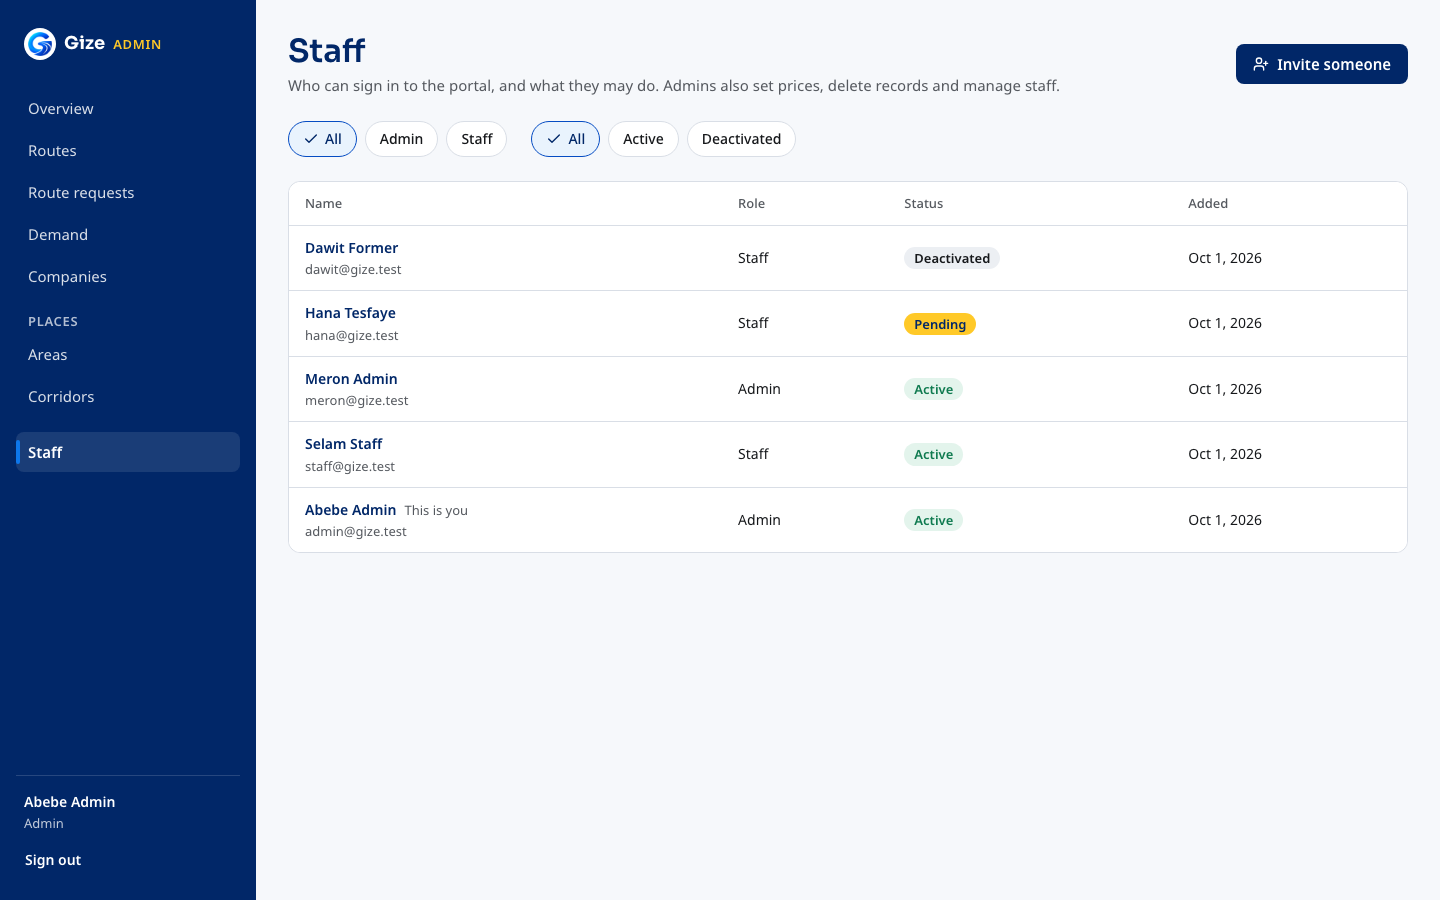 Gize ADMIN
Overview
Routes
Route requests
Demand
Companies
PLACES
Areas
Corridors
Staff
Abebe Admin
Admin
Sign out
Staff
Who can sign in to the portal, and what they may do. Admins also set prices, delete records and manage staff.
Invite someone
All Admin Staff All Active Deactivated
Name Role Status Added
Dawit Former
dawit@gize.test
Staff Deactivated Oct 1, 2026
Hana Tesfaye
hana@gize.test
Staff Pending Oct 1, 2026
Meron Admin
meron@gize.test
Admin Active Oct 1, 2026
Selam Staff
staff@gize.test
Staff Active Oct 1, 2026
Abebe Admin This is you
admin@gize.test
Admin Active Oct 1, 2026